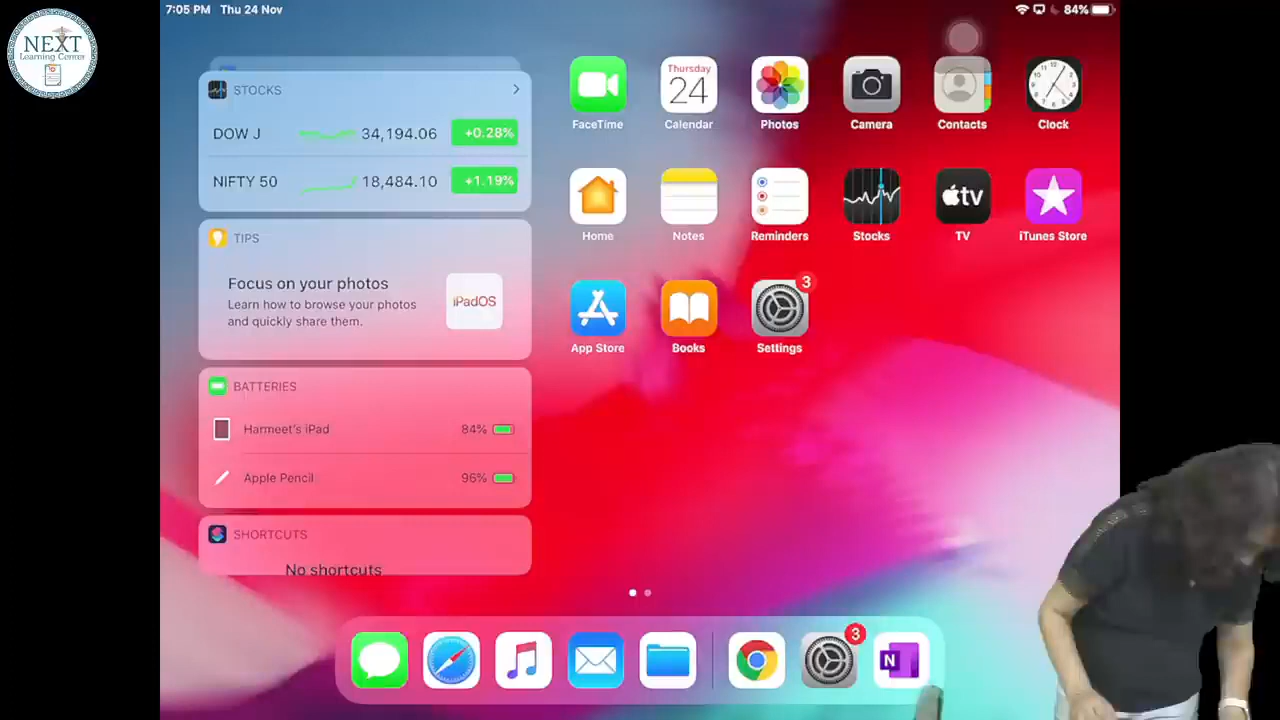 NEXT
Learning Center
7:05 PM Thu 24 Nov
84%
STOCKS
DOW J 34,194.06 +0.28%
NIFTY 50 18,484.10 +1.19%
TIPS
Focus on your photos
Learn how to browse your photos
and quickly share them.
iPadOS
BATTERIES
Harmeet's iPad 84%
Apple Pencil 96%
SHORTCUTS
No shortcuts
Thursday
24
FaceTime Calendar Photos Camera Contacts Clock
tv
Home Notes Reminders Stocks TV iTunes Store
3
App Store Books Settings
3
N